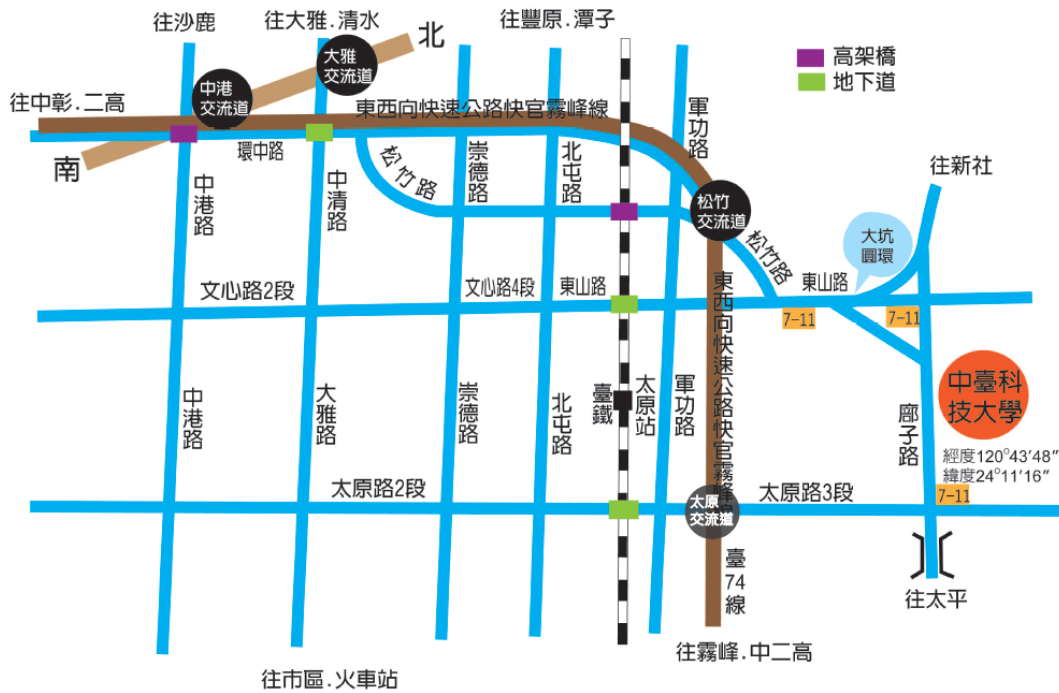 往沙鹿
往大雅.清水
往豐原.潭子
北
大雅
交流道
高架橋
地下道
中港
交流道
往中彰.二高
東西向快速公路快官霧峰線
軍功路
環中路
南
松竹路
崇德路
北屯路
往新社
中港路
中清路
松竹
交流道
大坑
圓環
松竹路
文心路2段
文心路4段
東山路
東山路
東西向快速公路快官霧峰線
7-11
7-11
中港路
大雅路
崇德路
北屯路
臺鐵
太原站
軍功路
廍子路
中臺科
技大學
經度120°43′48″
緯度24°11′16″
太原路2段
太原
交流道
太原路3段
7-11
臺74線
往太平
往霧峰.中二高
往市區.火車站